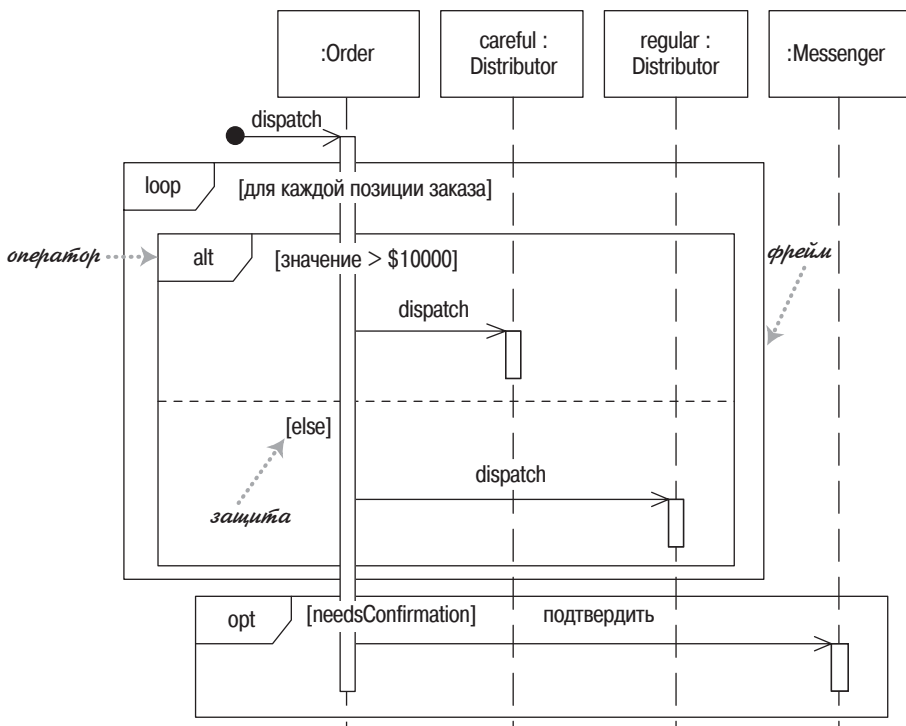 :Order
careful :
Distributor
regular :
Distributor
:Messenger
dispatch
loop
[для каждой позиции заказа]
оператор
alt
[значение > $10000]
фрейм
dispatch
[else]
dispatch
защита
opt
[needsConfirmation]
подтвердить